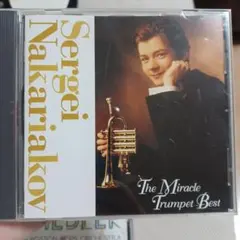 Sergei
Nakariakov
The Miracle
Trumpet Best